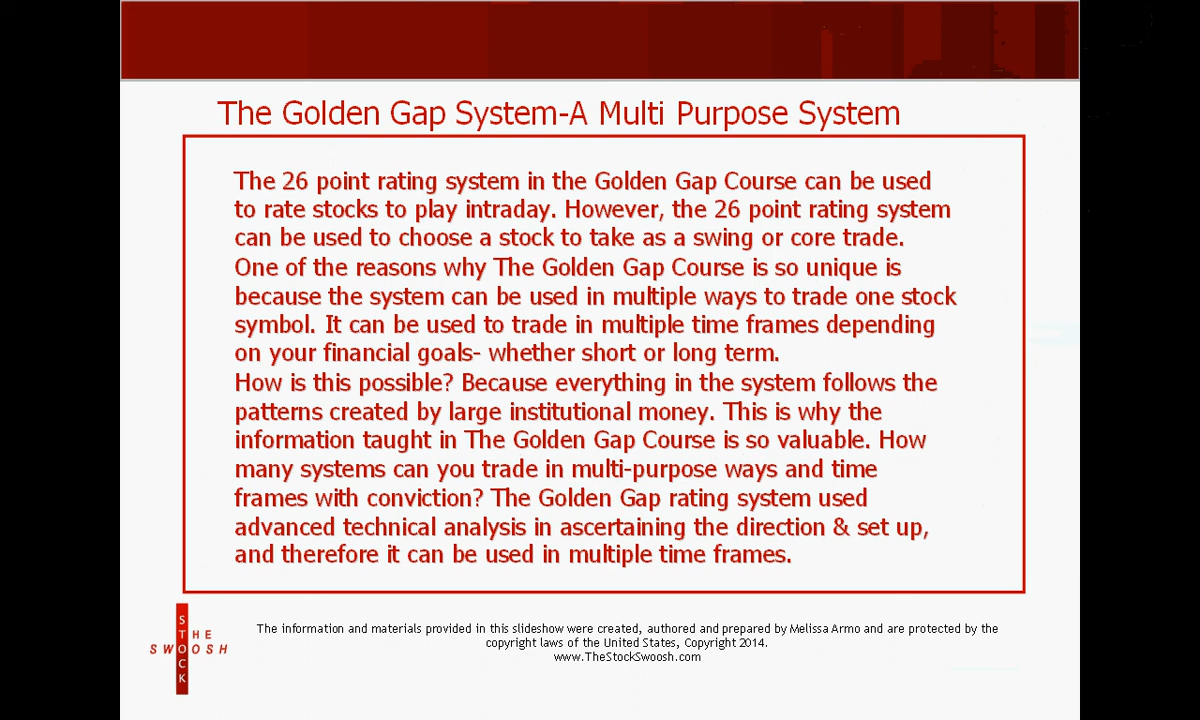 The Golden Gap System-A Multi Purpose System
The 26 point rating system in the Golden Gap Course can be used
to rate stocks to play intraday. However, the 26 point rating system
can be used to choose a stock to take as a swing or core trade.
One of the reasons why The Golden Gap Course is so unique is
because the system can be used in multiple ways to trade one stock
symbol. It can be used to trade in multiple time frames depending
on your financial goals- whether short or long term.
How is this possible? Because everything in the system follows the
patterns created by large institutional money. This is why the
information taught in The Golden Gap Course is so valuable. How
many systems can you trade in multi-purpose ways and time
frames with conviction? The Golden Gap rating system used
advanced technical analysis in ascertaining the direction & set up,
and therefore it can be used in multiple time frames.
THE
STOCK
SWOOSH
The information and materials provided in this slideshow were created, authored and prepared by Melissa Armo and are protected by the
copyright laws of the United States, Copyright 2014.
www.TheStockSwoosh.com